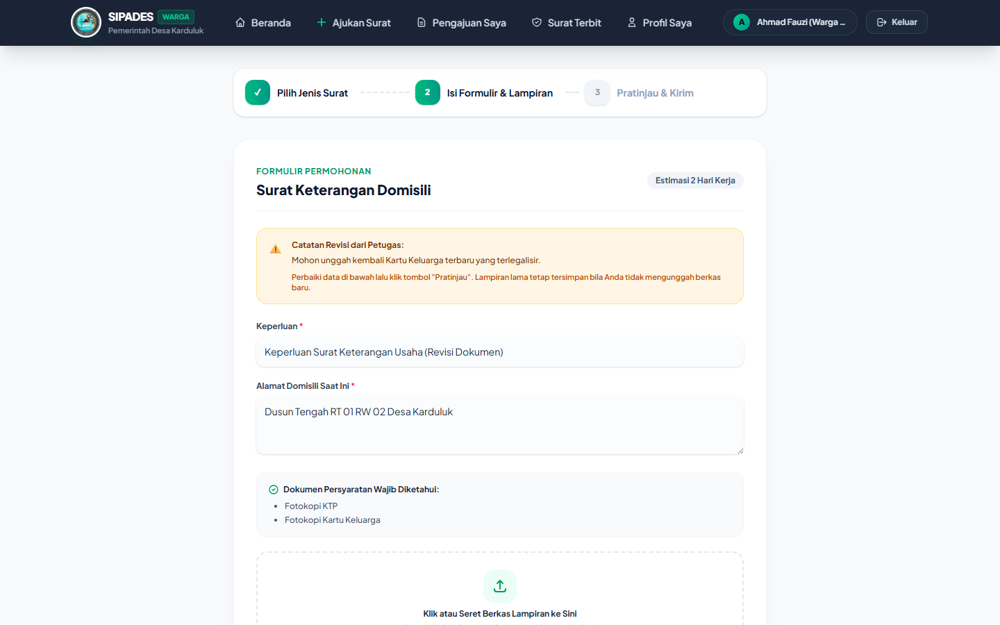 SIPADES WARGA
Pemerintah Desa Karduluk
Beranda
Ajukan Surat
Pengajuan Saya
Surat Terbit
Profil Saya
A Ahmad Fauzi (Warga ...
Keluar
✓ Pilih Jenis Surat
2 Isi Formulir & Lampiran
3 Pratinjau & Kirim
FORMULIR PERMOHONAN
Surat Keterangan Domisili
Estimasi 2 Hari Kerja
Catatan Revisi dari Petugas:
Mohon unggah kembali Kartu Keluarga terbaru yang terlegalisir.
Perbaiki data di bawah lalu klik tombol "Pratinjau". Lampiran lama tetap tersimpan bila Anda tidak mengunggah berkas
baru.
Keperluan *
Keperluan Surat Keterangan Usaha (Revisi Dokumen)
Alamat Domisili Saat Ini *
Dusun Tengah RT 01 RW 02 Desa Karduluk
Dokumen Persyaratan Wajib Diketahui:
• Fotokopi KTP
• Fotokopi Kartu Keluarga
Klik atau Seret Berkas Lampiran ke Sini